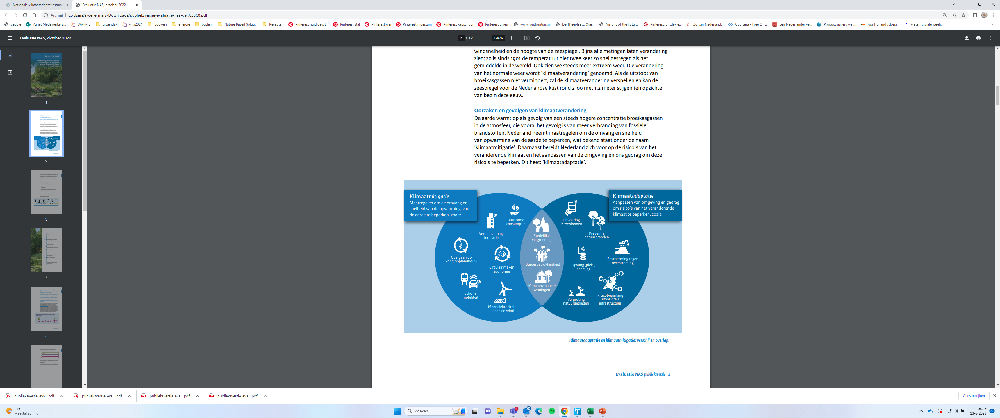 Nationale klimaatadaptatiestrate
Evaluatie NAS, oktober 2022
Archief
C:/Users/s.weijermars/Downloads/publieksversie-evaluatie-nas-def%20(3).pdf
xedule
Yunet Medewerkers...
Wikiwijs
groendak
wiki2021
bouwen
energie
bodem
Nature Based Soluti...
Recepten
Pinterest huidige sit...
Pinterest stal
Pinterest wei
Pinterest moestuin
Pinterest kapschuur
Pinterest divers
www.rondomtuin.nl
De Theeplaats, Ove...
Visions of the Futur...
Pinterest: ontdek e...
Zo kan Nederland...
Coursera - Free Onl...
Een Nederlander ve...
Product gallery wat...
AgriHolland : dossi...
water triviale weetj...
Evaluatie NAS, oktober 2022
2 / 12
146%
Evaluatie NAS
1
2
3
4
5
windsnelheid en de hoogte van de zeespiegel. Bijna alle metingen laten verandering
zien; zo is sinds 1901 de temperatuur hier twee keer zo snel gestegen als het
gemiddelde in de wereld. Ook zien we steeds meer extreem weer. Die verandering
van het normale weer wordt ‘klimaatverandering’ genoemd. Als de uitstoot van
broeikasgassen niet vermindert, zal de klimaatverandering versnellen en kan de
zeespiegel voor de Nederlandse kust rond 2100 met 1,2 meter stijgen ten opzichte
van begin deze eeuw.
Oorzaken en gevolgen van klimaatverandering
De aarde warmt op als gevolg van een steeds hogere concentratie broeikasgassen
in de atmosfeer, die vooral het gevolg is van meer verbranding van fossiele
brandstoffen. Nederland neemt maatregelen om de omvang en snelheid
van opwarming van de aarde te beperken, wat bekend staat onder de naam
‘klimaatmitigatie’. Daarnaast bereidt Nederland zich voor op de risico’s van het
veranderende klimaat en het aanpassen van de omgeving en ons gedrag om deze
risico’s te beperken. Dit heet: ‘klimaatadaptatie’.
Klimaatmitigatie
Maatregelen om de omvang en
snelheid van de opwarming van
de aarde te beperken, zoals:
Duurzame
consumptie
Verduurzaming
industrie
Overgaan op
kringlooplandbouw
Circulair maken
economie
Schone
mobiliteit
Meer elektriciteit
uit zon en wind
Stedelijke
vergroening
Burgerbetrokkenheid
Klimaatrobuuste
woningen
Klimaatadaptatie
Aanpassen van omgeving en gedrag
om risico’s van het veranderende
klimaat te beperken, zoals:
Uitvoering
hitteplannen
Preventie
natuurbranden
Opvang (piek-)
neerslag
Bescherming tegen
overstroming
Vergroting
natuurgebieden
Risicobeperking
uitval vitale
infrastructuur
Klimaatadaptatie en klimaatmitigatie: verschil en overlap.
Evaluatie NAS publieksversie | 2
publieksversie-eva....pdf
publieksversie-eva....pdf
publieksversie-eva....pdf
publieksversie-eva....pdf
Alles bekijken
21°C
Meestal zonnig
Zoeken
9
08:48
13-6-2023
22